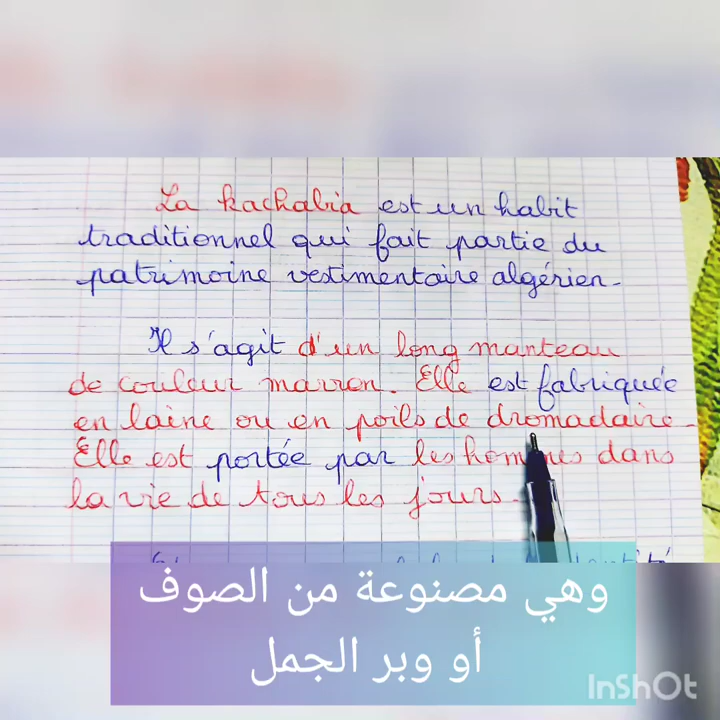 La kachabia est un habit
traditionnel qui fait partie du
patrimoine vestimentaire algérien.
Il s'agit d'un long manteau
de couleur marron. Elle est fabriquée
en laine ou en poils de dromadaire.
Elle est portée par les hommes dans
la vie de tous les jours.
وهي مصنوعة من الصوف
أو وبر الجمل
InShOt